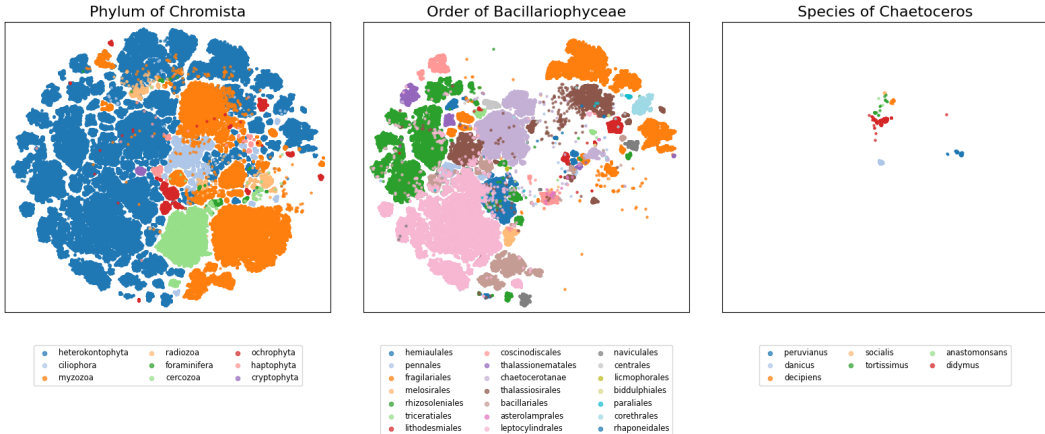 Phylum of Chromista
Order of Bacillariophyceae
Species of Chaetoceros
heterokontophyta
ciliophora
myzozoa
radiozoa
foraminifera
cercozoa
ochrophyta
haptophyta
cryptophyta
hemiaulales
pennales
fragilariales
melosirales
rhizosoleniales
triceratiales
lithodesmiales
coscinodiscales
thalassionematales
chaetocerotanae
thalassiosirales
bacillariales
asterolamprales
leptocylindrales
naviculales
centrales
licmophorales
biddulphiales
paraliales
corethrales
rhaponeidales
peruvianus
danicus
decipiens
socialis
tortissimus
anastomonsans
didymus